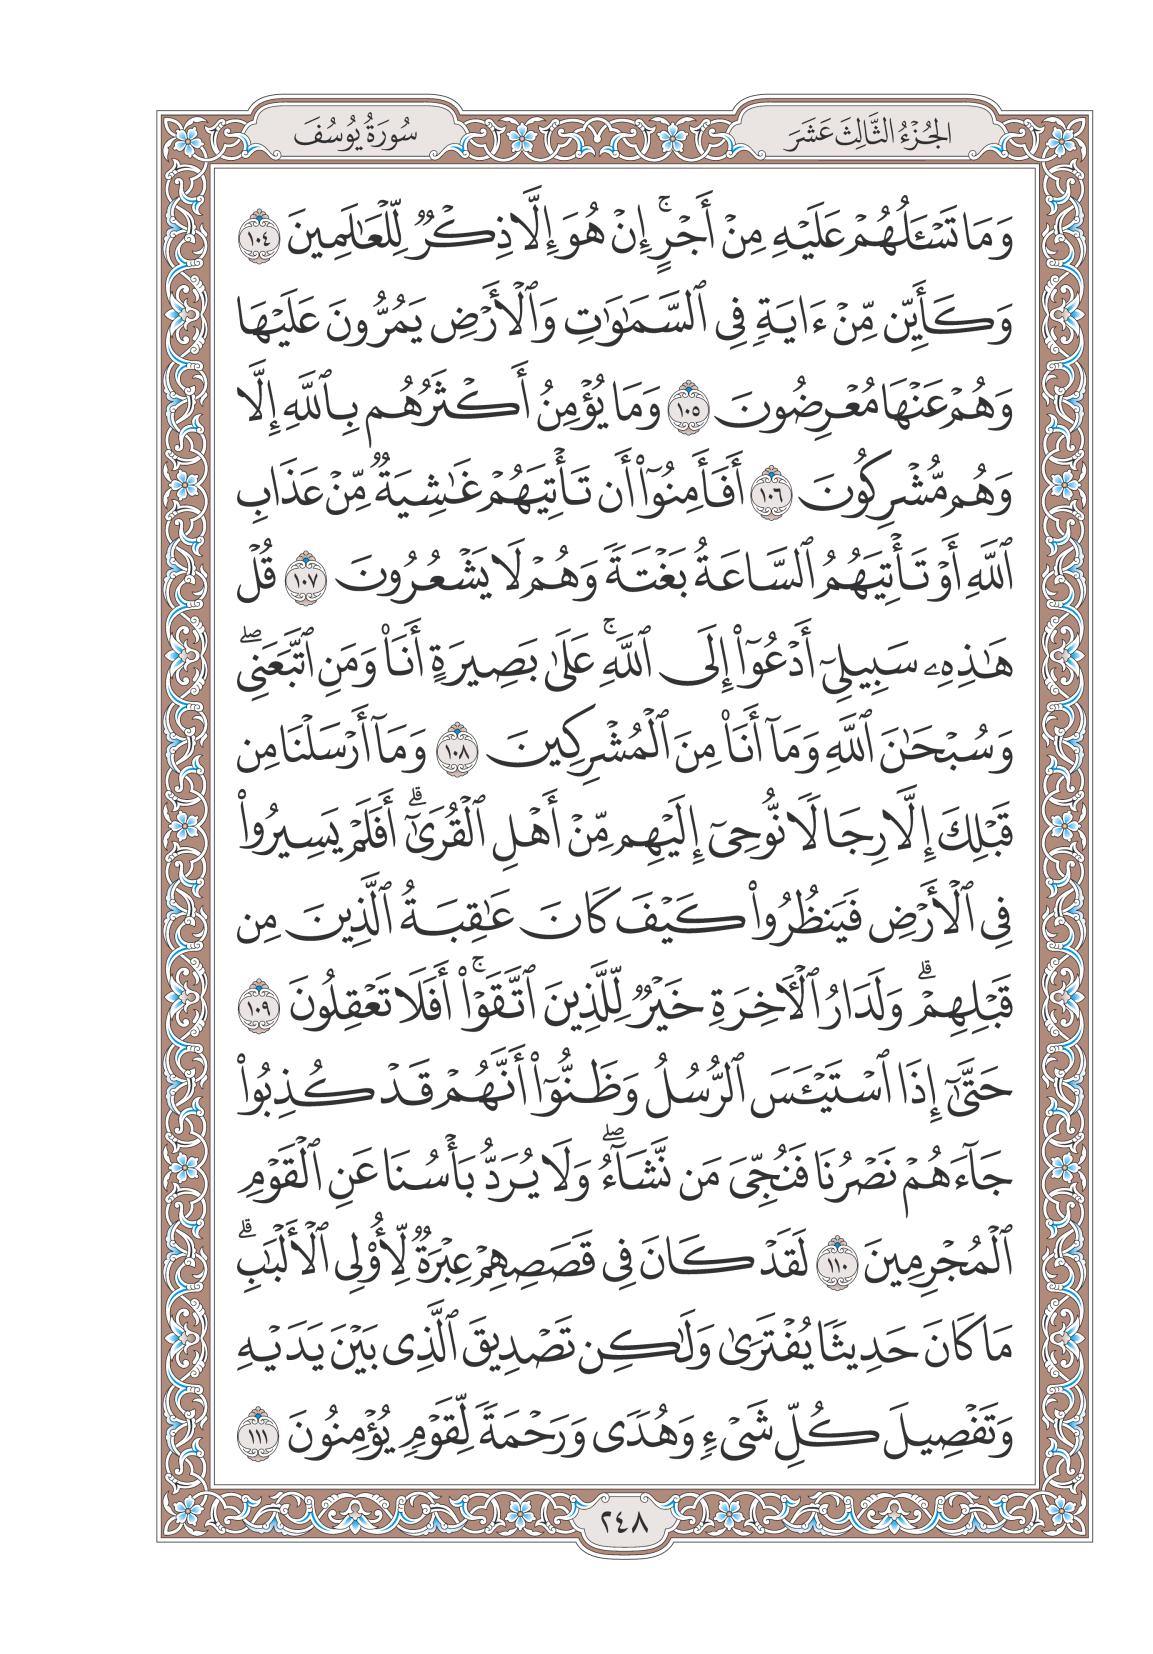 الجُزْءُ الثَّالِثَ عَشَرَ
سُورَةُ يُوسُفَ
وَمَا تَسْـَٔلُهُمْ عَلَيْهِ مِنْ أَجْرٍۚ إِنْ هُوَ إِلَّا ذِكْرٌ لِّلْعَـٰلَمِينَ ١٠٤
وَكَأَيِّن مِّنْ ءَايَةٍ فِى ٱلسَّمَـٰوَٰتِ وَٱلْأَرْضِ يَمُرُّونَ عَلَيْهَا
وَهُمْ عَنْهَا مُعْرِضُونَ ١٠٥ وَمَا يُؤْمِنُ أَكْثَرُهُم بِٱللَّهِ إِلَّا
وَهُم مُّشْرِكُونَ ١٠٦ أَفَأَمِنُوٓا۟ أَن تَأْتِيَهُمْ غَـٰشِيَةٌ مِّنْ عَذَابِ
ٱللَّهِ أَوْ تَأْتِيَهُمُ ٱلسَّاعَةُ بَغْتَةً وَهُمْ لَا يَشْعُرُونَ ١٠٧ قُلْ
هَـٰذِهِۦ سَبِيلِىٓ أَدْعُوٓا۟ إِلَى ٱللَّهِۚ عَلَىٰ بَصِيرَةٍ أَنَا۠ وَمَنِ ٱتَّبَعَنِىۖ
وَسُبْحَـٰنَ ٱللَّهِ وَمَآ أَنَا۠ مِنَ ٱلْمُشْرِكِينَ ١٠٨ وَمَآ أَرْسَلْنَا مِن
قَبْلِكَ إِلَّا رِجَالًا نُّوحِىٓ إِلَيْهِم مِّنْ أَهْلِ ٱلْقُرَىٰٓۗ أَفَلَمْ يَسِيرُوا۟
فِى ٱلْأَرْضِ فَيَنظُرُوا۟ كَيْفَ كَانَ عَـٰقِبَةُ ٱلَّذِينَ مِن
قَبْلِهِمْۗ وَلَدَارُ ٱلْـَٔاخِرَةِ خَيْرٌ لِّلَّذِينَ ٱتَّقَوْا۟ۚ أَفَلَا تَعْقِلُونَ ١٠٩
حَتَّىٰٓ إِذَا ٱسْتَيْـَٔسَ ٱلرُّسُلُ وَظَنُّوٓا۟ أَنَّهُمْ قَدْ كُذِبُوا۟
جَآءَهُمْ نَصْرُنَا فَنُجِّىَ مَن نَّشَآءُۖ وَلَا يُرَدُّ بَأْسُنَا عَنِ ٱلْقَوْمِ
ٱلْمُجْرِمِينَ ١١٠ لَقَدْ كَانَ فِى قَصَصِهِمْ عِبْرَةٌ لِّأُو۟لِى ٱلْأَلْبَـٰبِۗ
مَا كَانَ حَدِيثًا يُفْتَرَىٰ وَلَـٰكِن تَصْدِيقَ ٱلَّذِى بَيْنَ يَدَيْهِ
وَتَفْصِيلَ كُلِّ شَىْءٍ وَهُدًى وَرَحْمَةً لِّقَوْمٍ يُؤْمِنُونَ ١١١
٢٤٨